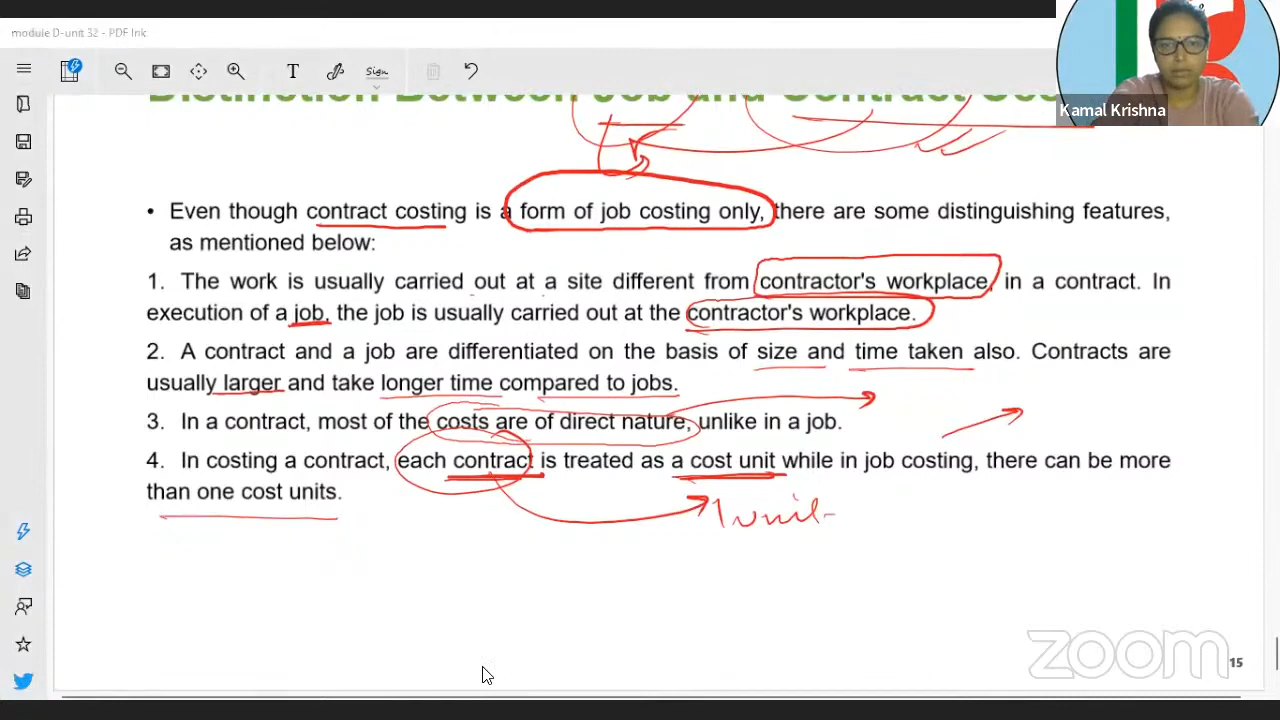 module D-unit 32 - PDF Ink
T
Sign
Kamal Krishna
Distinction Between Job and Contract
• Even though contract costing is a form of job costing only, there are some distinguishing features,
as mentioned below:
1. The work is usually carried out at a site different from contractor's workplace, in a contract. In
execution of a job, the job is usually carried out at the contractor's workplace.
2. A contract and a job are differentiated on the basis of size and time taken also. Contracts are
usually larger and take longer time compared to jobs.
3. In a contract, most of the costs are of direct nature, unlike in a job.
4. In costing a contract, each contract is treated as a cost unit while in job costing, there can be more
than one cost units.
1 unit
zoom
15